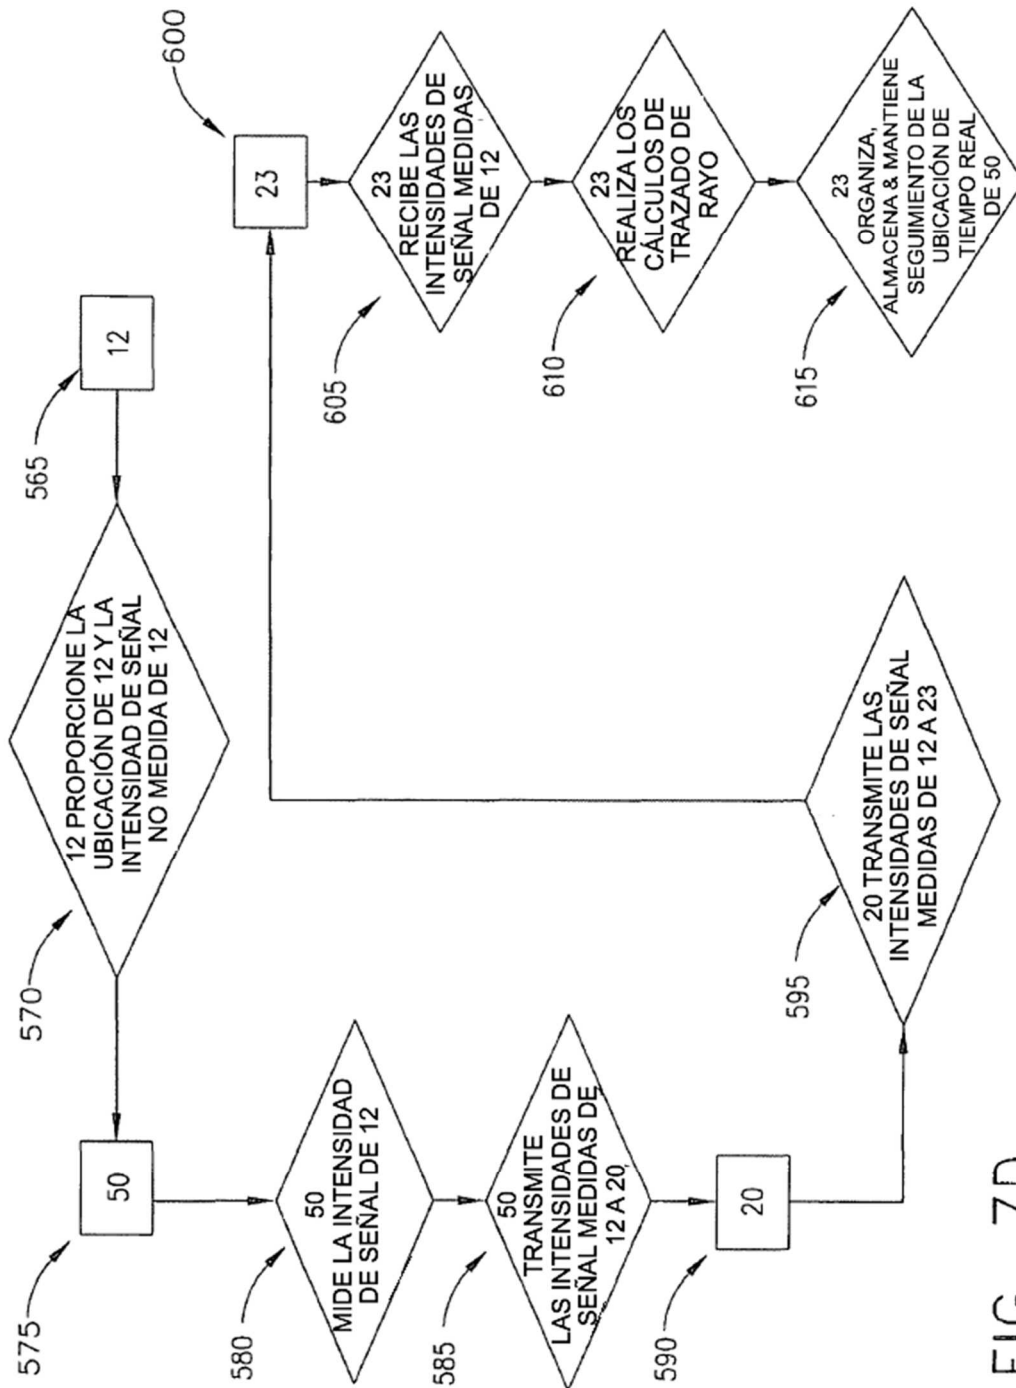 565
12
570
12 PROPORCIONE LA
UBICACIÓN DE 12 Y LA
INTENSIDAD DE SEÑAL
NO MEDIDA DE 12
575
50
580
50
MIDE LA INTENSIDAD
DE SEÑAL DE 12
585
50
TRANSMITE
LAS INTENSIDADES DE
SEÑAL MEDIDAS DE
12 A 20,
590
20
595
20 TRANSMITE LAS
INTENSIDADES DE SEÑAL
MEDIDAS DE 12 A 23
600
23
605
23
RECIBE LAS
INTENSIDADES DE
SEÑAL MEDIDAS
DE 12
610
23
REALIZA LOS
CÁLCULOS DE
TRAZADO DE
RAYO
615
23
ORGANIZA,
ALMACENA & MANTIENE
SEGUIMIENTO DE LA
UBICACIÓN DE
TIEMPO REAL
DE 50
FIG. 7D